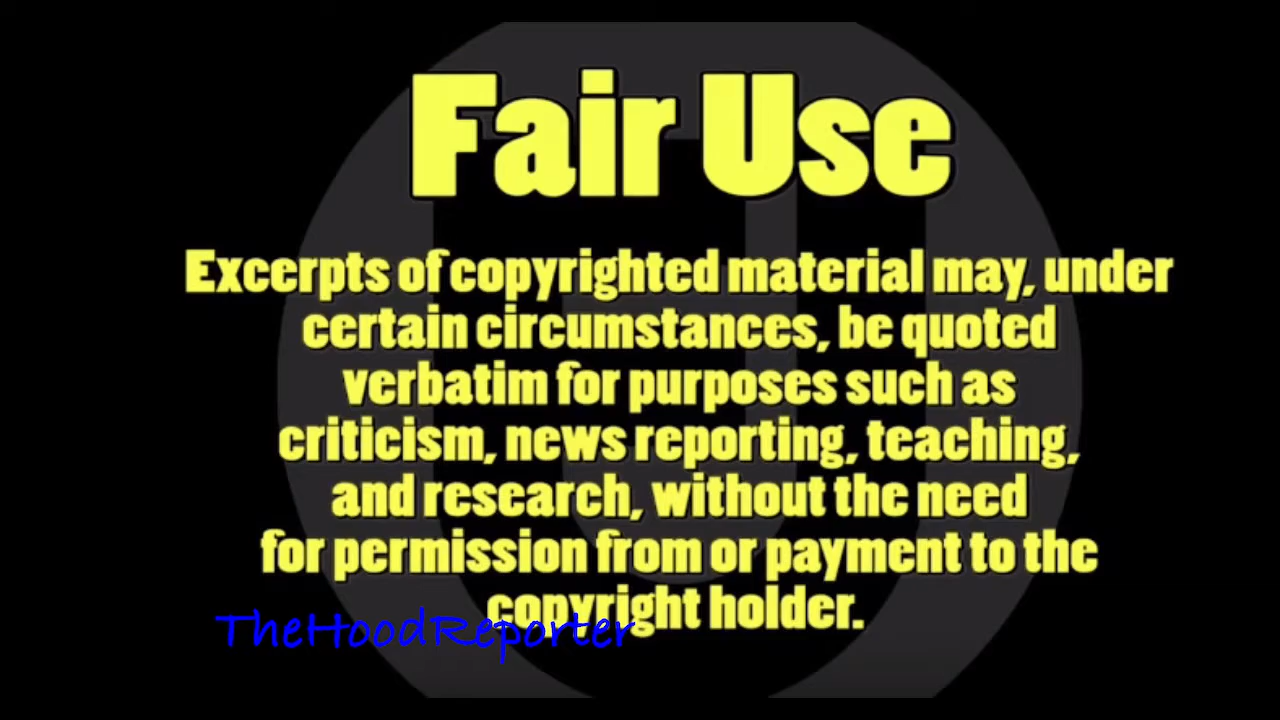 Fair Use
Excerpts of copyrighted material may, under
certain circumstances, be quoted
verbatim for purposes such as
criticism, news reporting, teaching,
and research, without the need
for permission from or payment to the
copyright holder.
TheHoodReporter